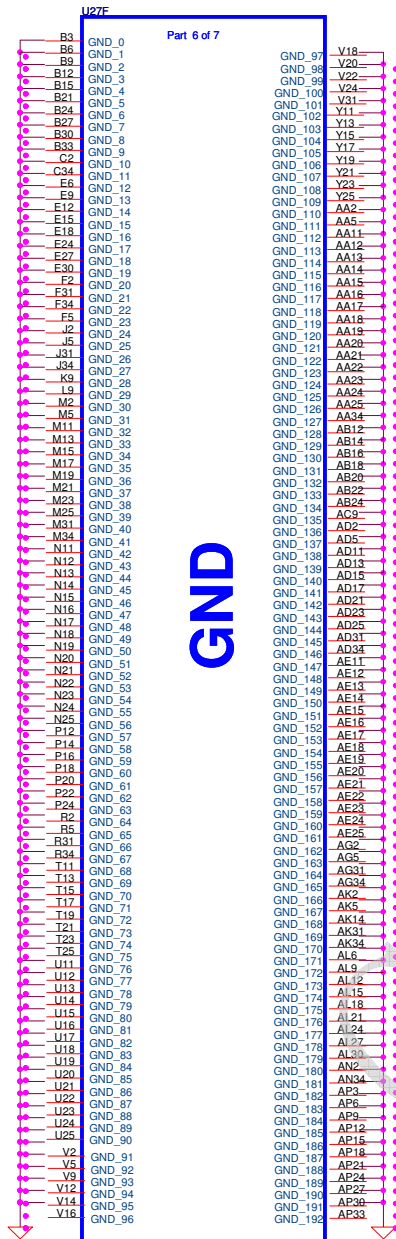 U27F
Part 6 of 7
B3 GND_0
B6 GND_1
B9 GND_2
B12 GND_3
B15 GND_4
B21 GND_5
B24 GND_6
B27 GND_7
B30 GND_8
B33 GND_9
C2 GND_10
C34 GND_11
E6 GND_12
E9 GND_13
E12 GND_14
E15 GND_15
E18 GND_16
E24 GND_17
E27 GND_18
E30 GND_19
F2 GND_20
F31 GND_21
F34 GND_22
F5 GND_23
J2 GND_24
J5 GND_25
J31 GND_26
J34 GND_27
K9 GND_28
L9 GND_29
M2 GND_30
M5 GND_31
M11 GND_32
M13 GND_33
M15 GND_34
M17 GND_35
M19 GND_36
M21 GND_37
M23 GND_38
M25 GND_39
M31 GND_40
M34 GND_41
N11 GND_42
N12 GND_43
N13 GND_44
N14 GND_45
N15 GND_46
N16 GND_47
N17 GND_48
N18 GND_49
N19 GND_50
N20 GND_51
N21 GND_52
N22 GND_53
N23 GND_54
N24 GND_55
N25 GND_56
P12 GND_57
P14 GND_58
P16 GND_59
P18 GND_60
P20 GND_61
P22 GND_62
P24 GND_63
R2 GND_64
R5 GND_65
R31 GND_66
R34 GND_67
T11 GND_68
T13 GND_69
T15 GND_70
T17 GND_71
T19 GND_72
T21 GND_73
T23 GND_74
T25 GND_75
U11 GND_76
U12 GND_77
U13 GND_78
U14 GND_79
U15 GND_80
U16 GND_81
U17 GND_82
U18 GND_83
U19 GND_84
U20 GND_85
U21 GND_86
U22 GND_87
U23 GND_88
U24 GND_89
U25 GND_90
V2 GND_91
V5 GND_92
V9 GND_93
V12 GND_94
V14 GND_95
V16 GND_96
GND
GND_97 V18
GND_98 V20
GND_99 V22
GND_100 V24
GND_101 V31
GND_102 Y11
GND_103 Y13
GND_104 Y15
GND_105 Y17
GND_106 Y19
GND_107 Y21
GND_108 Y23
GND_109 Y25
GND_110 AA2
GND_111 AA5
GND_112 AA11
GND_113 AA12
GND_114 AA13
GND_115 AA14
GND_116 AA15
GND_117 AA16
GND_118 AA17
GND_119 AA18
GND_120 AA19
GND_121 AA20
GND_122 AA21
GND_123 AA22
GND_124 AA23
GND_125 AA24
GND_126 AA25
GND_127 AA34
GND_128 AB12
GND_129 AB14
GND_130 AB16
GND_131 AB18
GND_132 AB20
GND_133 AB22
GND_134 AB24
GND_135 AC9
GND_136 AD2
GND_137 AD5
GND_138 AD11
GND_139 AD13
GND_140 AD15
GND_141 AD17
GND_142 AD21
GND_143 AD23
GND_144 AD25
GND_145 AD31
GND_146 AD34
GND_147 AE11
GND_148 AE12
GND_149 AE13
GND_150 AE14
GND_151 AE15
GND_152 AE16
GND_153 AE17
GND_154 AE18
GND_155 AE19
GND_156 AE20
GND_157 AE21
GND_158 AE22
GND_159 AE23
GND_160 AE24
GND_161 AE25
GND_162 AG2
GND_163 AG5
GND_164 AG31
GND_165 AG34
GND_166 AK2
GND_167 AK5
GND_168 AK14
GND_169 AK31
GND_170 AK34
GND_171 AL6
GND_172 AL9
GND_173 AL12
GND_174 AL15
GND_175 AL18
GND_176 AL21
GND_177 AL24
GND_178 AL27
GND_179 AL30
GND_180 AN2
GND_181 AN34
GND_182 AP3
GND_183 AP6
GND_184 AP9
GND_185 AP12
GND_186 AP15
GND_187 AP18
GND_188 AP21
GND_189 AP24
GND_190 AP27
GND_191 AP30
GND_192 AP33